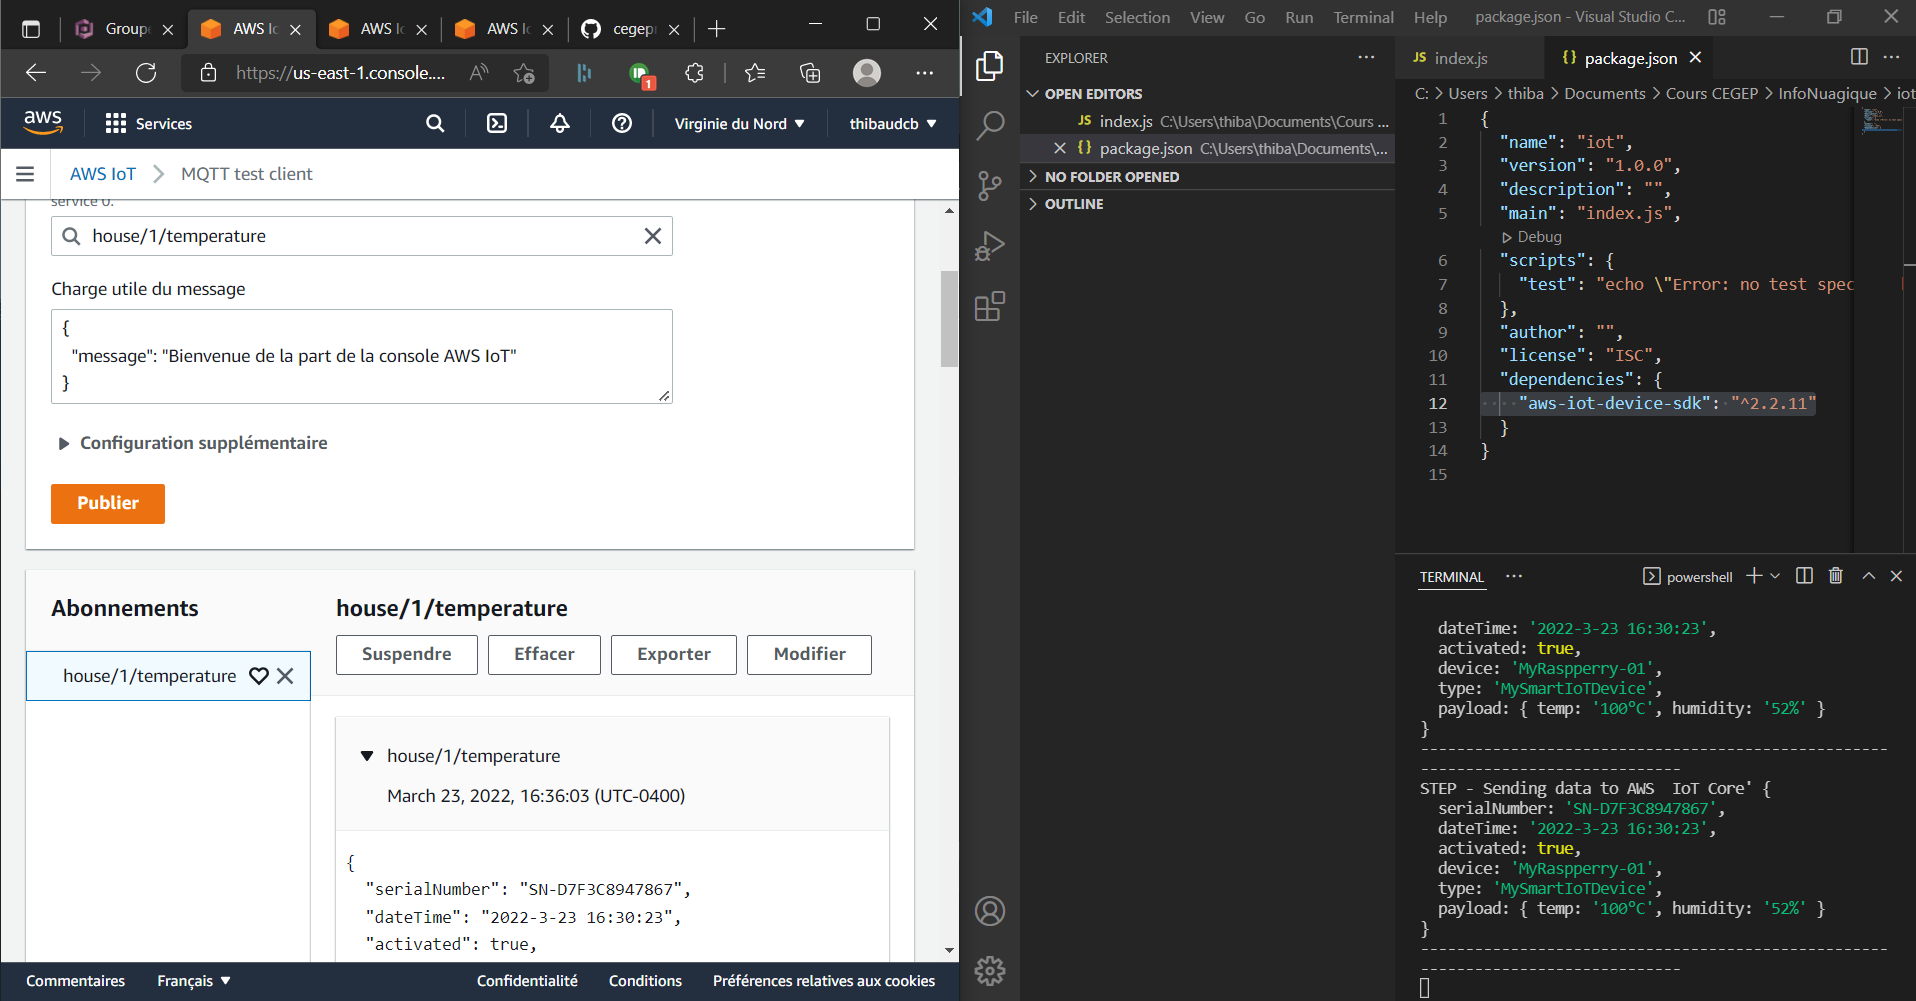 Groupe
AWS Io
AWS Io
AWS Io
cegepr
https://us-east-1.console....
1
aws
Services
Virginie du Nord
thibaudcb
AWS IoT
MQTT test client
service 0.
house/1/temperature
Charge utile du message
{
"message": "Bienvenue de la part de la console AWS IoT"
}
Configuration supplémentaire
Publier
Abonnements
house/1/temperature
house/1/temperature
Suspendre
Effacer
Exporter
Modifier
house/1/temperature
March 23, 2022, 16:36:03 (UTC-0400)
{
"serialNumber": "SN-D7F3C8947867",
"dateTime": "2022-3-23 16:30:23",
"activated": true,
Commentaires
Français
Confidentialité
Conditions
Préférences relatives aux cookies
File Edit Selection View Go Run Terminal Help
package.json - Visual Studio C...
EXPLORER
OPEN EDITORS
JS index.js C:\Users\thiba\Documents\Cours ...
{} package.json C:\Users\thiba\Documents\...
NO FOLDER OPENED
OUTLINE
JS index.js
{} package.json
C: > Users > thiba > Documents > Cours CEGEP > InfoNuagique > iot
1 {
2 "name": "iot",
3 "version": "1.0.0",
4 "description": "",
5 "main": "index.js",
Debug
6 "scripts": {
7 "test": "echo \"Error: no test spec
8 },
9 "author": "",
10 "license": "ISC",
11 "dependencies": {
12 "aws-iot-device-sdk": "^2.2.11"
13 }
14 }
15
TERMINAL
powershell
dateTime: '2022-3-23 16:30:23',
activated: true,
device: 'MyRaspperry-01',
type: 'MySmartIoTDevice',
payload: { temp: '100°C', humidity: '52%' }
}
----------------------------------------------------
-----------------------------
STEP - Sending data to AWS  IoT Core' {
serialNumber: 'SN-D7F3C8947867',
dateTime: '2022-3-23 16:30:23',
activated: true,
device: 'MyRaspperry-01',
type: 'MySmartIoTDevice',
payload: { temp: '100°C', humidity: '52%' }
}
----------------------------------------------------
-----------------------------